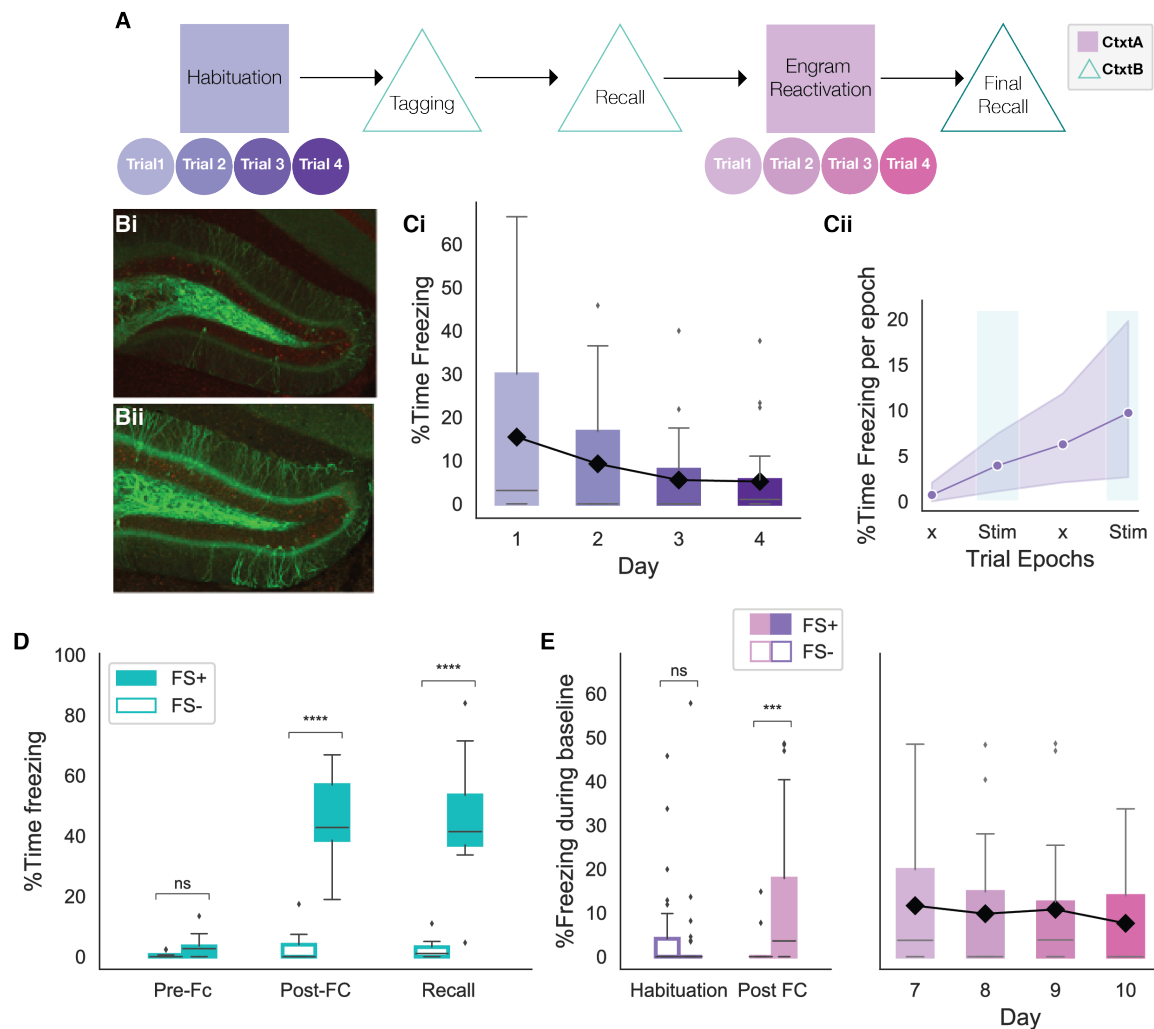 A
Habituation
Tagging
Recall
Engram
Reactivation
Final
Recall
CtxtA
CtxtB
Trial1
Trial 2
Trial 3
Trial 4
Trial1
Trial 2
Trial 3
Trial 4
Bi
Bii
Ci
%Time Freezing
60
50
40
30
20
10
0
1 2 3 4
Day
Cii
%Time Freezing per epoch
20
15
10
5
0
x Stim x Stim
Trial Epochs
D
%Time freezing
100
80
60
40
20
0
FS+
FS-
ns
****
****
Pre-Fc Post-FC Recall
E
FS+
FS-
%Freezing during baseline
60
50
40
30
20
10
0
ns
***
Habituation Post FC
7 8 9 10
Day